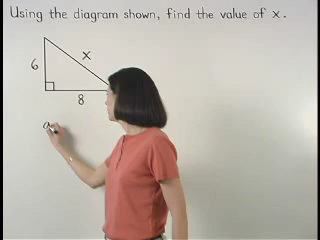 Using the diagram shown, find the value of x.
x
6
8
a